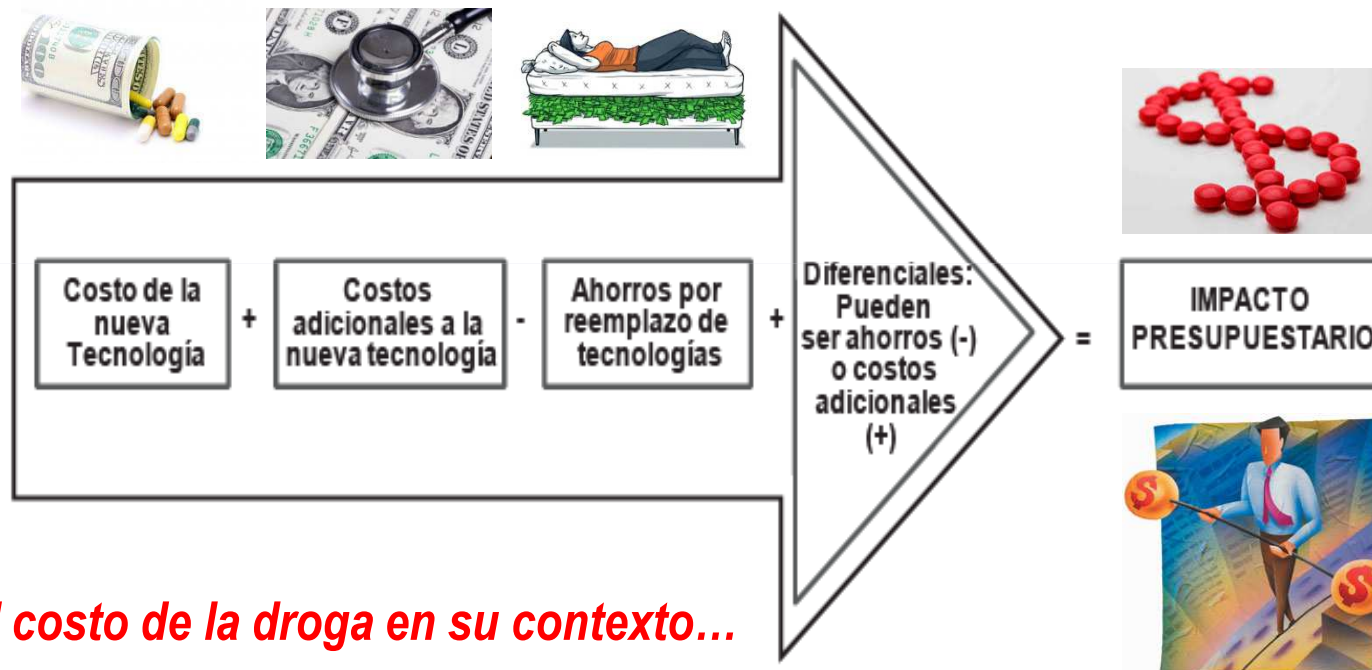 Costo de la
nueva
Tecnología
+
Costos
adicionales a la
nueva tecnología
-
Ahorros por
reemplazo de
tecnologías
+
Diferenciales:
Pueden
ser ahorros (-)
o costos
adicionales
(+)
=
IMPACTO
PRESUPUESTARIO
costo de la droga en su contexto...